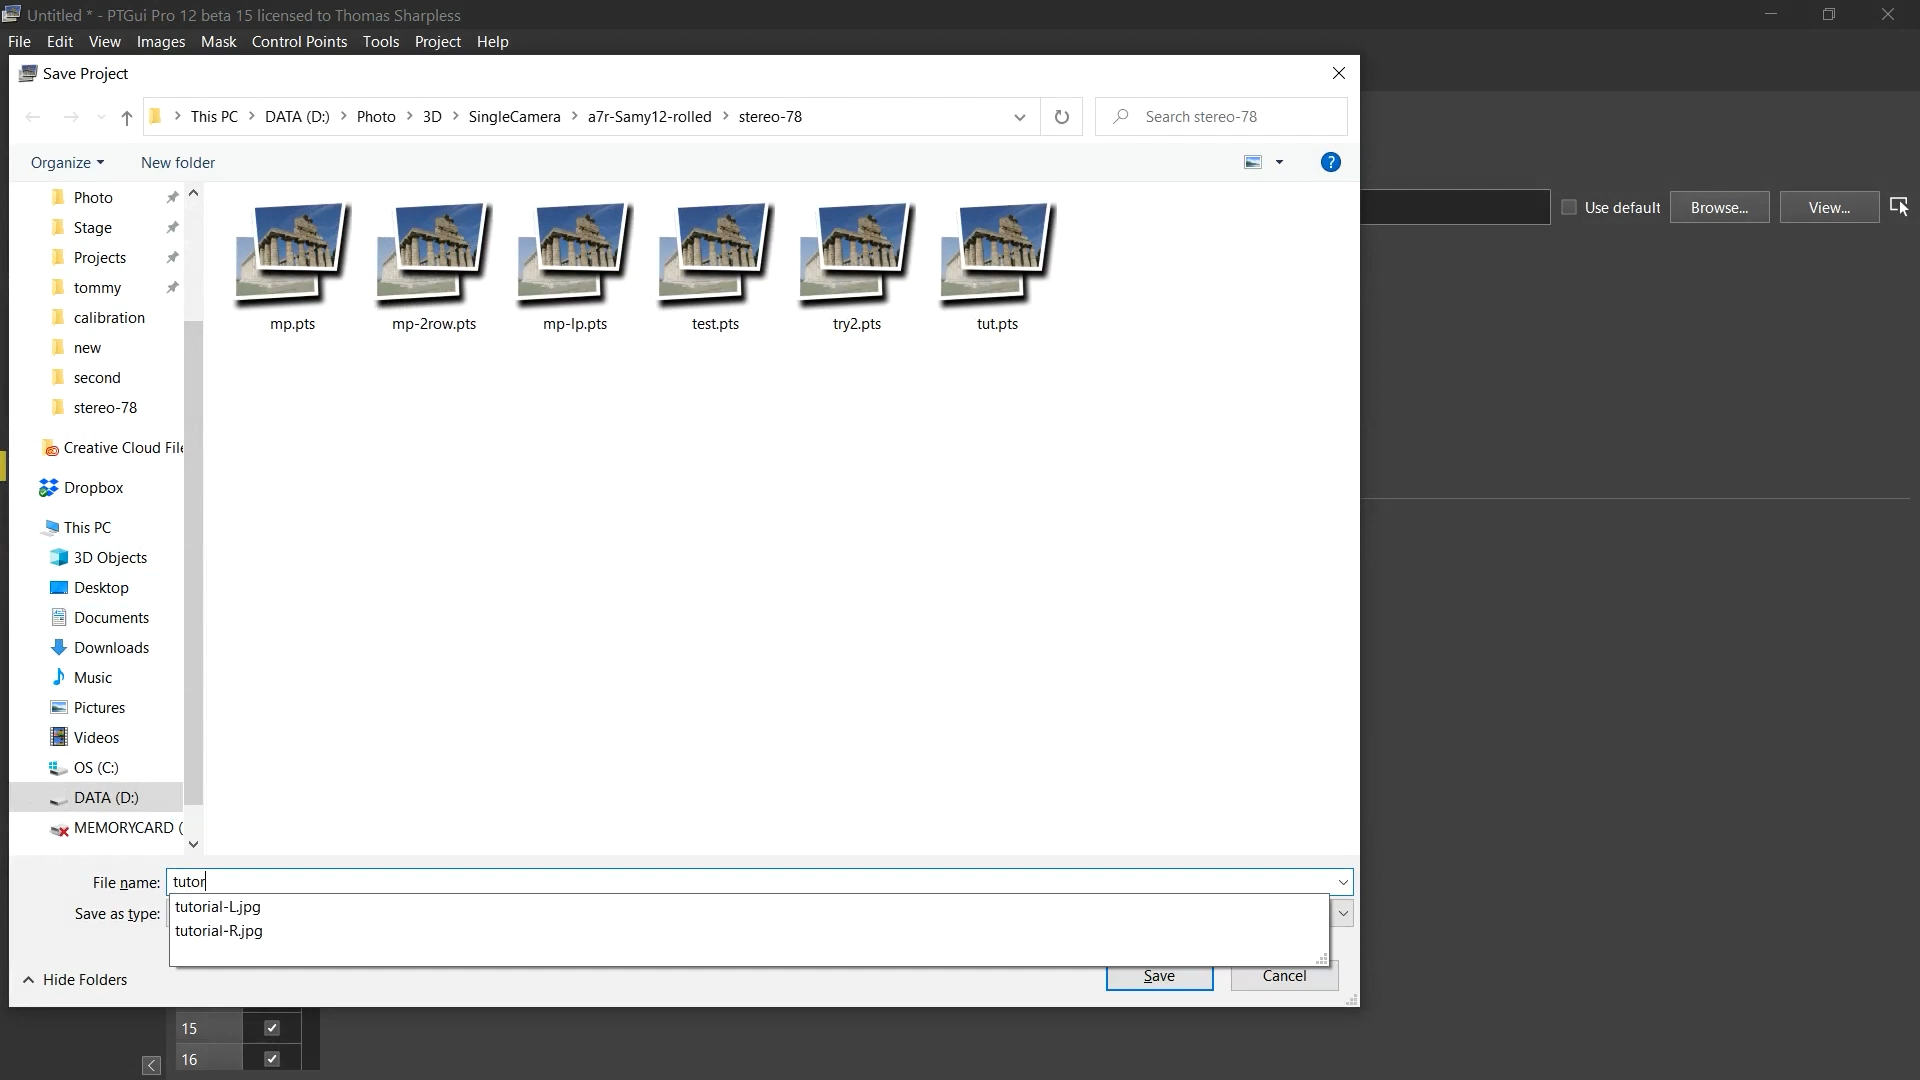 Untitled * - PTGui Pro 12 beta 15 licensed to Thomas Sharpless
File Edit View Images Mask Control Points Tools Project Help
Save Project
This PC > DATA (D:) > Photo > 3D > SingleCamera > a7r-Samy12-rolled > stereo-78
Search stereo-78
Organize
New folder
?
Use default
Browse...
View...
Photo
Stage
Projects
tommy
calibration
new
second
stereo-78
Creative Cloud File
Dropbox
This PC
3D Objects
Desktop
Documents
Downloads
Music
Pictures
Videos
OS (C:)
DATA (D:)
MEMORYCARD (
mp.pts
mp-2row.pts
mp-lp.pts
test.pts
try2.pts
tut.pts
File name: tutor
Save as type:
tutorial-L.jpg
tutorial-R.jpg
Hide Folders
Save
Cancel
15
16